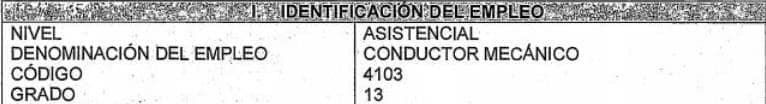 I. IDENTIFICACIÓN DEL EMPLEO
NIVEL ASISTENCIAL
DENOMINACIÓN DEL EMPLEO CONDUCTOR MECÁNICO
CÓDIGO 4103
GRADO 13